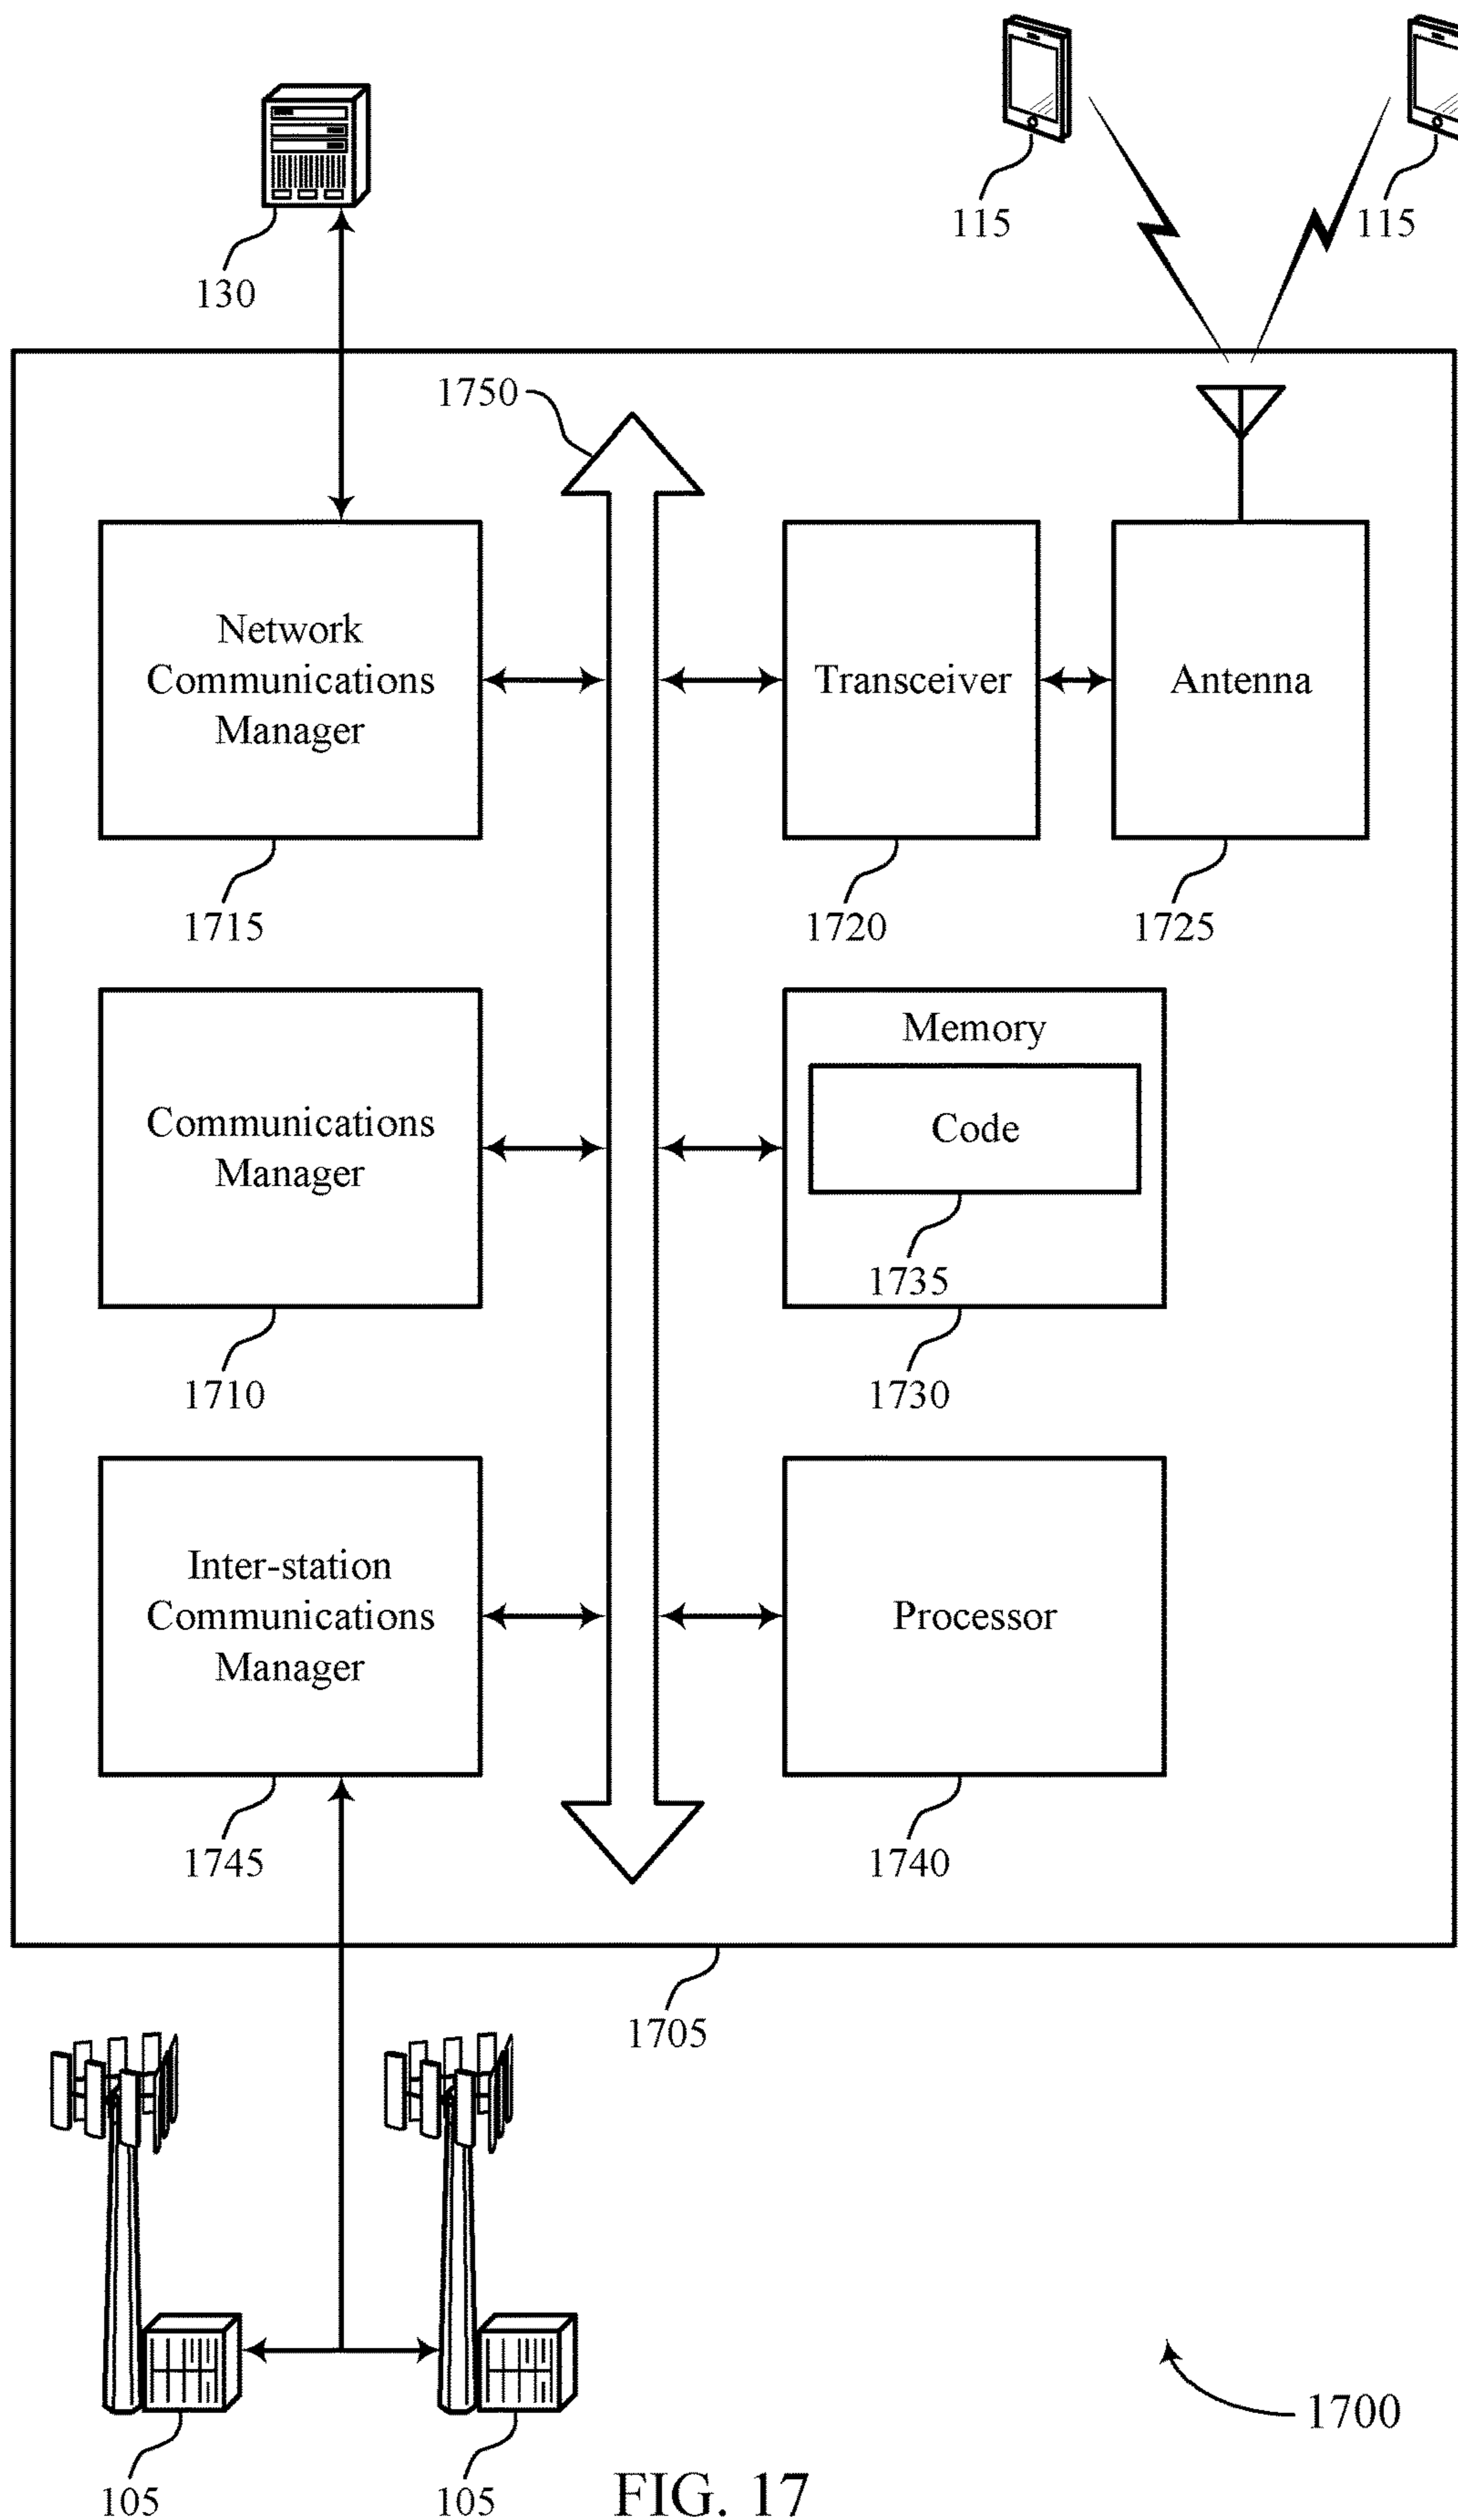 115
115
130
1750
Network
Communications
Manager
Transceiver
Antenna
1715
1720
1725
Memory
Communications
Manager
Code
1735
1710
1730
Inter-station
Communications
Manager
Processor
1745
1740
1705
1700
105
105
FIG. 17